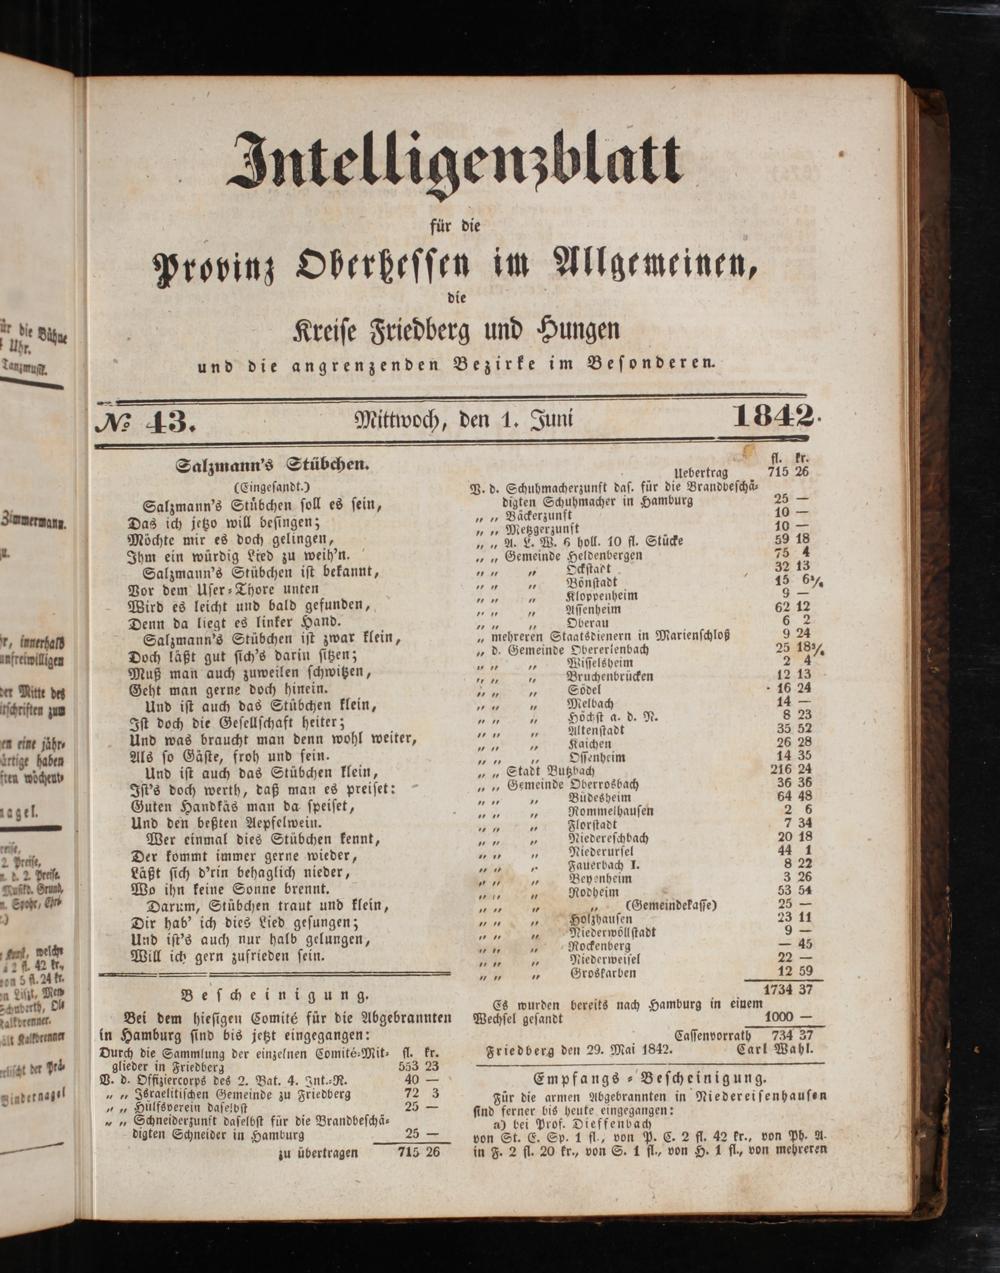 Intelligenzblatt
für die
Provinz Oberhessen im Allgemeinen,
die
Kreise Friedberg und Hungen
und die angrenzenden Bezirke im Besonderen.
№ 43. Mittwoch, den 1. Juni 1842.
Salzmann's Stübchen.
(Eingesandt.)
Salzmann's Stübchen soll es sein,
Das ich jetzo will besingen;
Möchte mir es doch gelingen,
Ihm ein würdig Lied zu weih'n.
Salzmann's Stübchen ist bekannt,
Vor dem User-Thore unten
Wird es leicht und bald gefunden,
Denn da liegt es linker Hand.
Salzmann's Stübchen ist zwar klein,
Doch läßt gut sich's darin sitzen;
Muß man auch zuweilen schwitzen,
Geht man gerne doch hinein.
Und ist auch das Stübchen klein,
Ist doch die Gesellschaft heiter;
Und was braucht man denn wohl weiter,
Als so Gäste, froh und fein.
Und ist auch das Stübchen klein,
Ist's doch werth, daß man es preiset:
Guten Handkäs man da speiset,
Und den beßten Aepfelwein.
Wer einmal dies Stübchen kennt,
Der kommt immer gerne wieder,
Läßt sich d'rin behaglich nieder,
Wo ihn keine Sonne brennt.
Darum, Stübchen traut und klein,
Dir hab' ich dies Lied gesungen;
Und ist's auch nur halb gelungen,
Will ich gern zufrieden sein.
Bescheinigung.
Bei dem hiesigen Comité für die Abgebrannten
in Hamburg sind bis jetzt eingegangen:
Durch die Sammlung der einzelnen Comité-Mit- fl. kr.
glieder in Friedberg 553 23
V. d. Offiziercorps des 2. Bat. 4. Int.-R. 40 —
„ „ Israelitischen Gemeinde zu Friedberg 72 3
„ „ Hülfsverein daselbst 25 —
„ „ Schneiderzunft daselbst für die Brandbeschä-
digten Schneider in Hamburg 25 —
zu übertragen 715 26
fl. kr.
Uebertrag 715 26
V. d. Schuhmacherzunft das. für die Brandbeschä-
digten Schuhmacher in Hamburg 25 —
„ „ Bäckerzunft 10 —
„ „ Metzgerzunft 10 —
„ „ A. L. W. 6 holl. 10 fl. Stücke 59 18
„ „ Gemeinde Heldenbergen 75 4
„ „ „ Ockstadt 32 13
„ „ „ Bönstadt 15 6¾
„ „ „ Kloppenheim 9 —
„ „ „ Assenheim 62 12
„ „ „ Oberau 6 2
„ mehreren Staatsdienern in Marienschloß 9 24
„ d. Gemeinde Obererlenbach 25 18¾
„ „ „ Wisselsheim 2 4
„ „ „ Bruchenbrücken 12 13
„ „ „ Södel 16 24
„ „ „ Melbach 14 —
„ „ „ Höchst a. d. N. 8 23
„ „ „ Altenstadt 35 52
„ „ „ Kaichen 26 28
„ „ „ Ossenheim 14 35
„ „ Stadt Butzbach 216 24
„ „ Gemeinde Oberrosbach 36 36
„ „ „ Büdesheim 64 48
„ „ „ Rommelhausen 2 6
„ „ „ Florstadt 7 34
„ „ „ Niedereschbach 20 18
„ „ „ Niederursel 44 1
„ „ „ Fauerbach I. 8 22
„ „ „ Beyenheim 3 26
„ „ „ Rodheim 53 54
„ „ „ „ (Gemeindekasse) 25 —
„ „ „ Holzhausen 23 11
„ „ „ Niederwöllstadt 9 —
„ „ „ Rockenberg — 45
„ „ „ Niederweisel 22 —
„ „ „ Groskarben 12 59
1734 37
Es wurden bereits nach Hamburg in einem
Wechsel gesandt 1000 —
Cassenvorrath 734 37
Friedberg den 29. Mai 1842. Carl Wahl.
Empfangs-Bescheinigung.
Für die armen Abgebrannten in Niedereisenhausen
sind ferner bis heute eingegangen:
a) bei Prof. Dieffenbach
von St. E. Sp. 1 fl., von P. C. 2 fl. 42 kr., von Ph. A.
in F. 2 fl. 20 kr., von S. 1 fl., von H. 1 fl., von mehreren